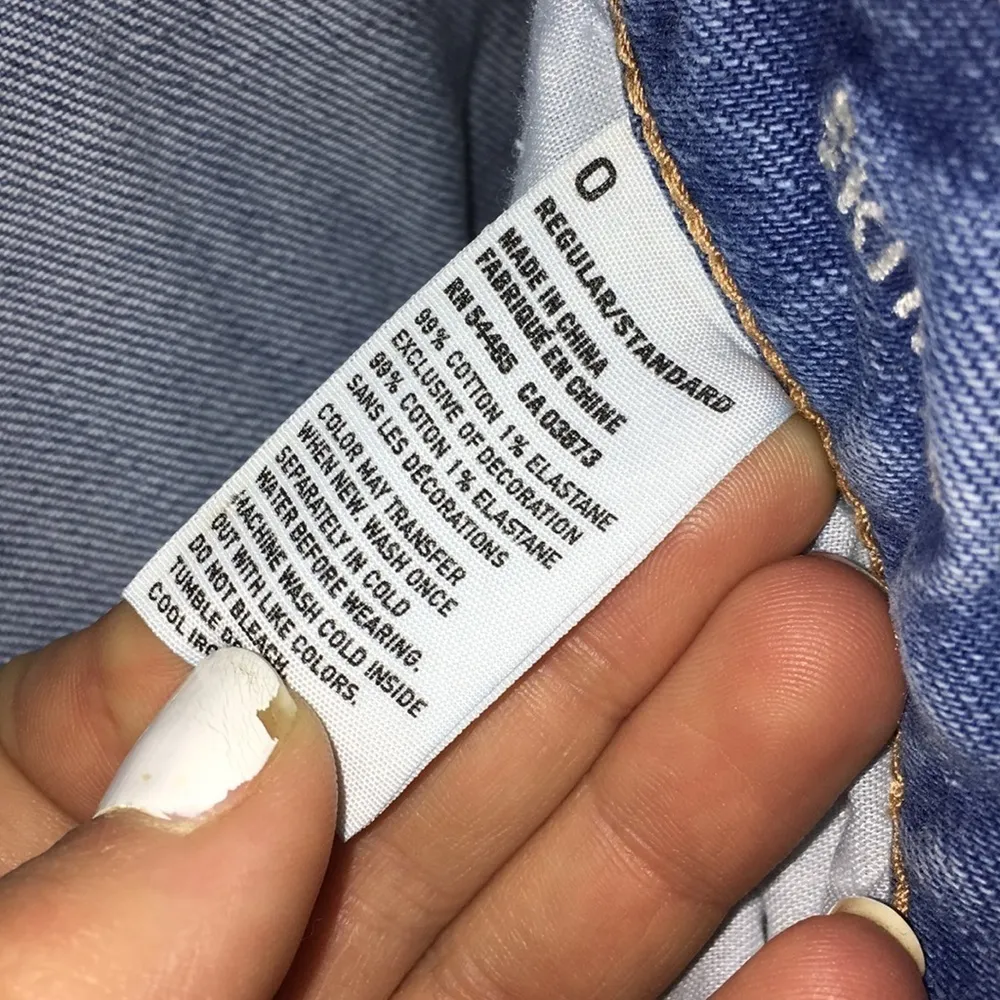 0
REGULAR/STANDARD
MADE IN CHINA
FABRIQUÉ EN CHINE
RN 54485 CA 03873
99% COTTON 1% ELASTANE
EXCLUSIVE OF DECORATION
99% COTON 1% ELASTANE
SANS LES DÉCORATIONS
COLOR MAY TRANSFER
WHEN NEW. WASH ONCE
SEPARATELY IN COLD
WATER BEFORE WEARING.
MACHINE WASH COLD INSIDE
OUT WITH LIKE COLORS.
DO NOT BLEACH.
TUMBLE
COOL